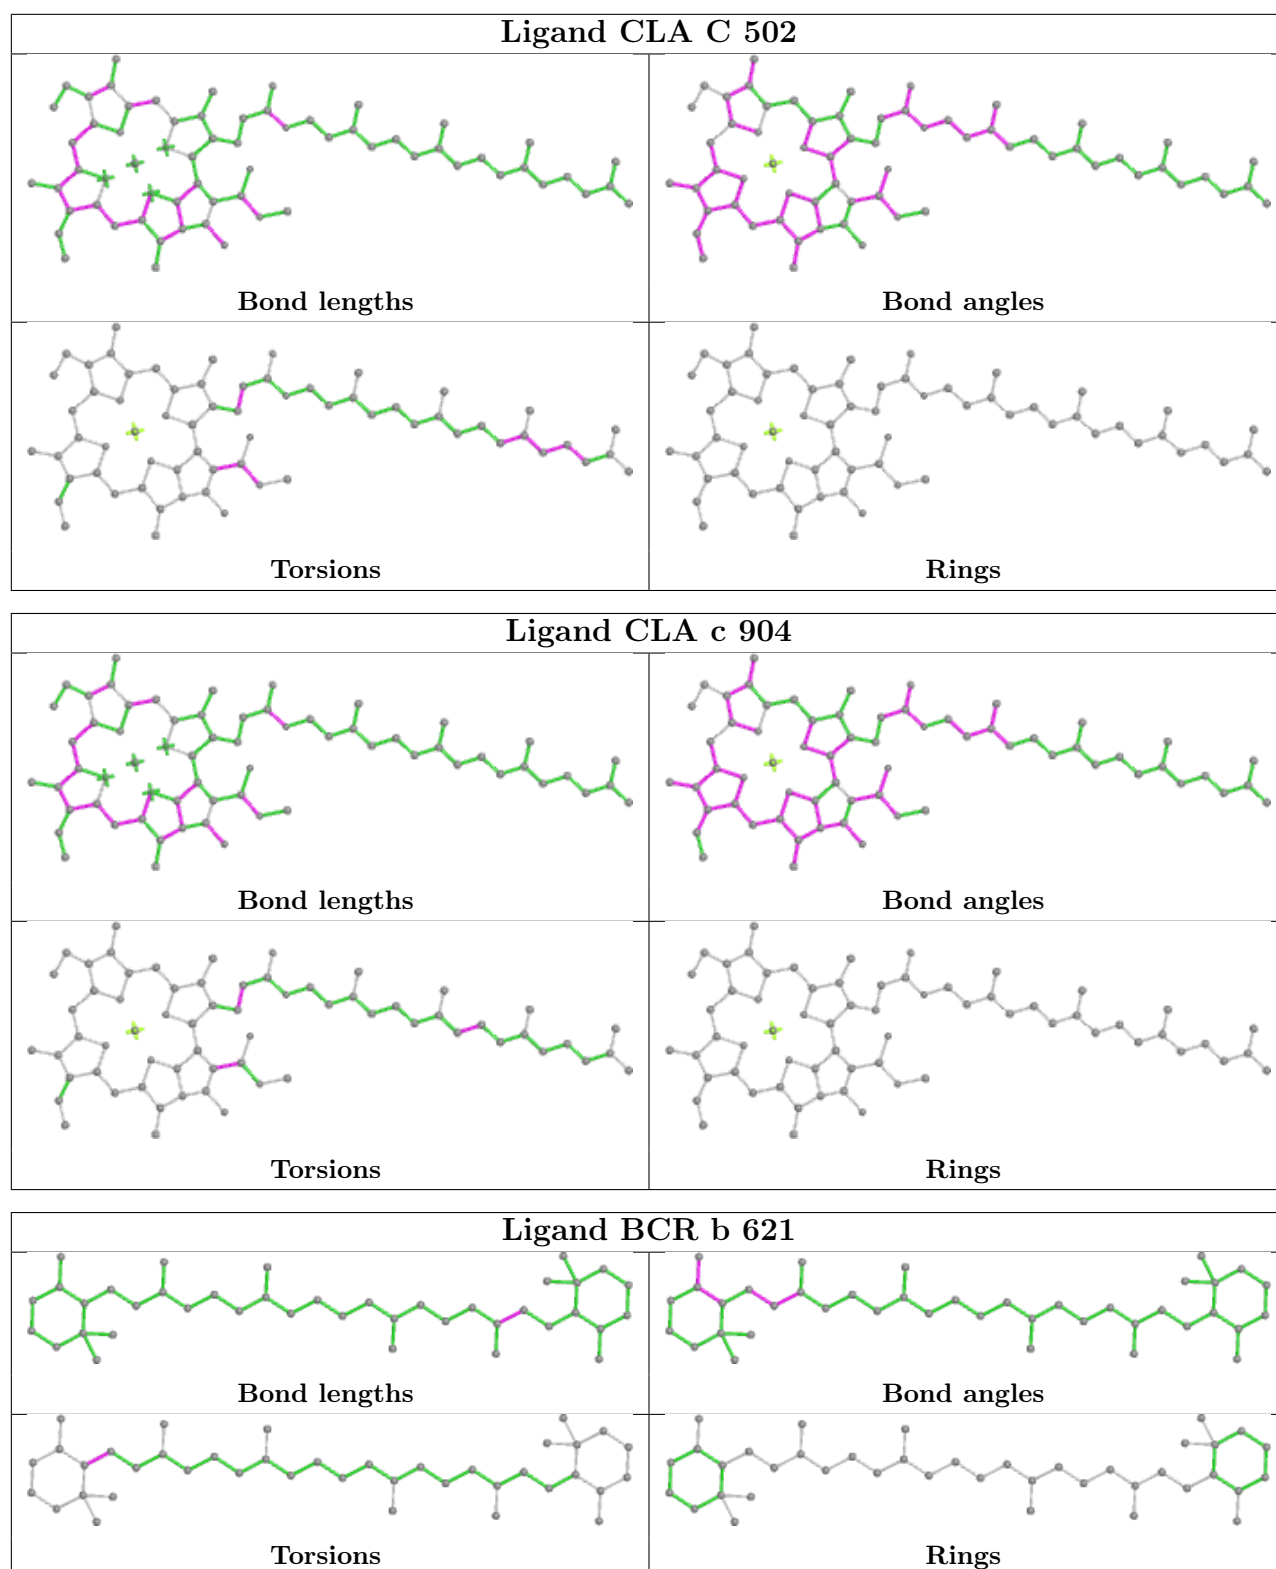 Ligand CLA C 502
Bond lengths
Bond angles
Torsions
Rings
Ligand CLA c 904
Bond lengths
Bond angles
Torsions
Rings
Ligand BCR b 621
Bond lengths
Bond angles
Torsions
Rings